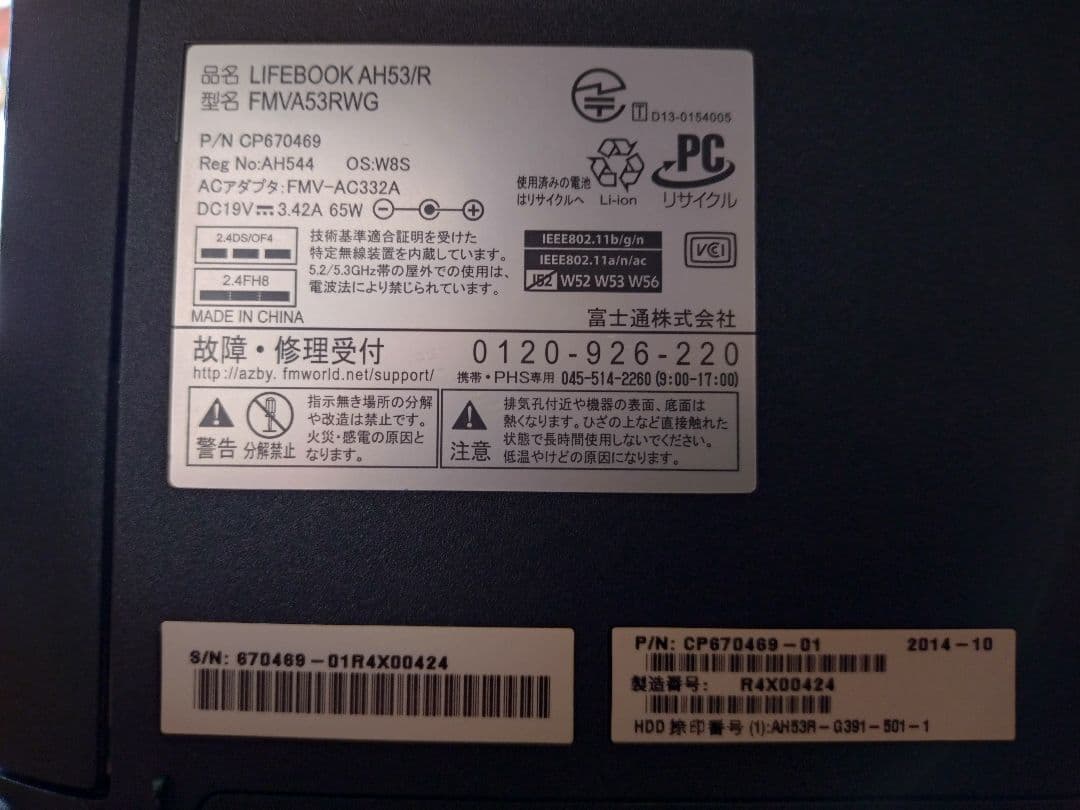 品名 LIFEBOOK AH53/R
型名 FMVA53RWG
P/N CP670469
Reg No:AH544 OS:W8S
ACアダプタ:FMV-AC332A
DC19V⎓3.42A 65W
T D13-0154005
使用済みの電池
はリサイクルへ
Li-ion
PC
リサイクル
2.4DS/OF4
2.4FH8
技術基準適合証明を受けた
特定無線装置を内蔵しています。
5.2/5.3GHz帯の屋外での使用は、
電波法により禁じられています。
IEEE802.11b/g/n
IEEE802.11a/n/ac
J52 W52 W53 W56
VCI
MADE IN CHINA
富士通株式会社
故障・修理受付 0120-926-220
http://azby.fmworld.net/support/ 携帯・PHS専用 045-514-2260 (9:00-17:00)
警告
分解禁止
指示無き場所の分解
や改造は禁止です。
火災・感電の原因と
なります。
注意
排気孔付近や機器の表面、底面は
熱くなります。ひざの上など直接触れた
状態で長時間使用しないでください。
低温やけどの原因になります。
S/N: 670469-01R4X00424
P/N: CP670469-01 2014-10
製造番号: R4X00424
HDD 捺印番号 (1):AH53R-G391-501-1